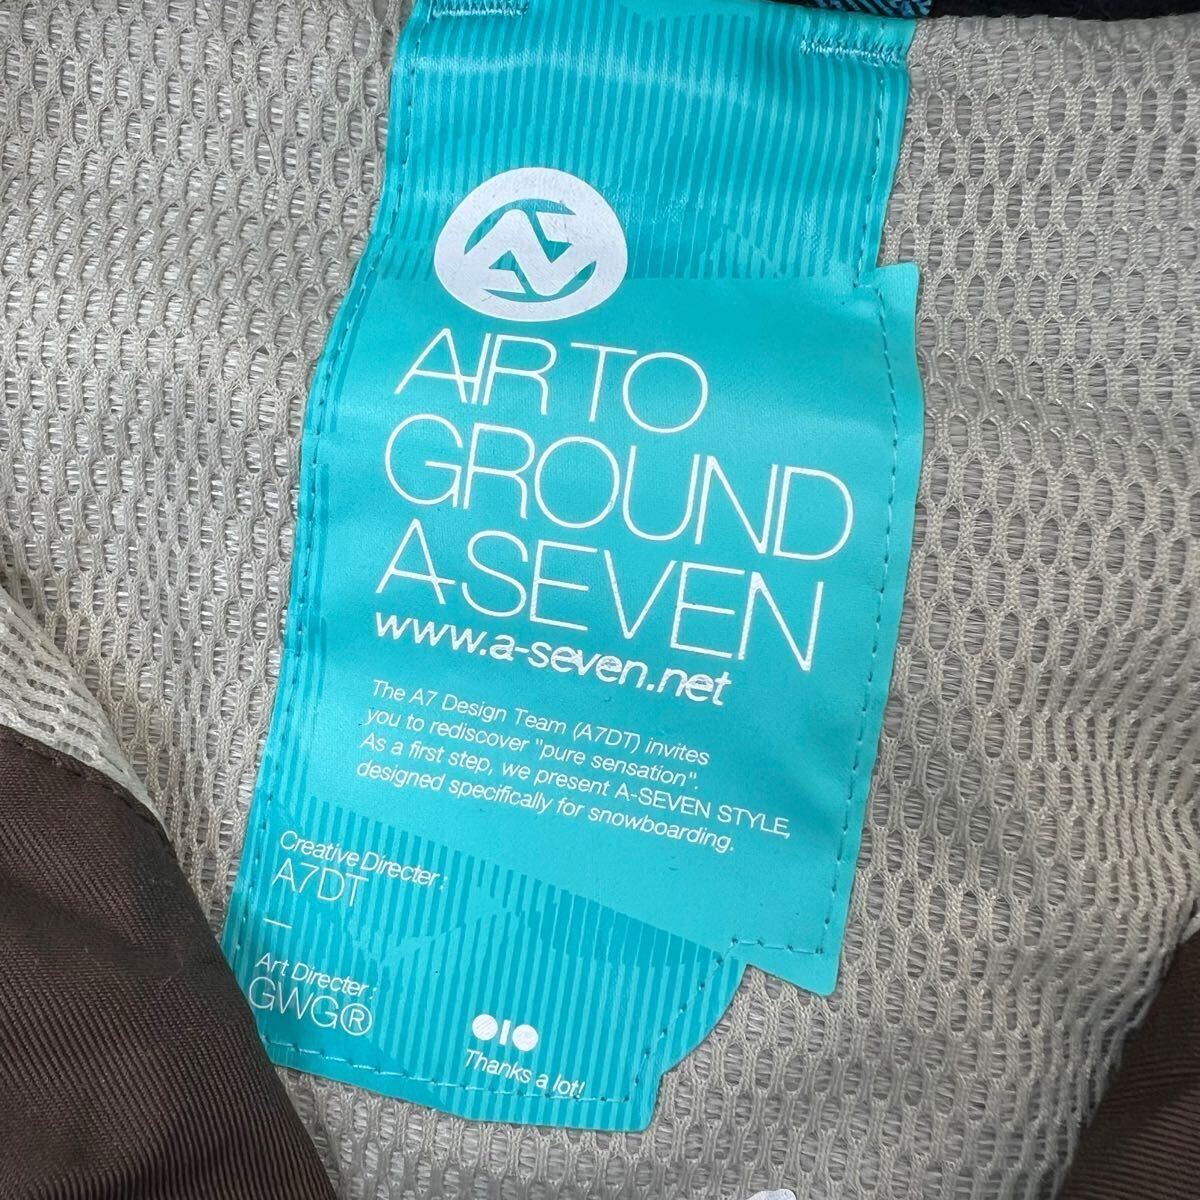 AIR TO
GROUND
A-SEVEN
www.a-seven.net
The A7 Design Team (A7DT) invites
you to rediscover "pure sensation".
As a first step, we present A-SEVEN STYLE,
designed specifically for snowboarding.
Creative Directer:
A7DT
—
Art Directer:
GWG®
Thanks a lot!